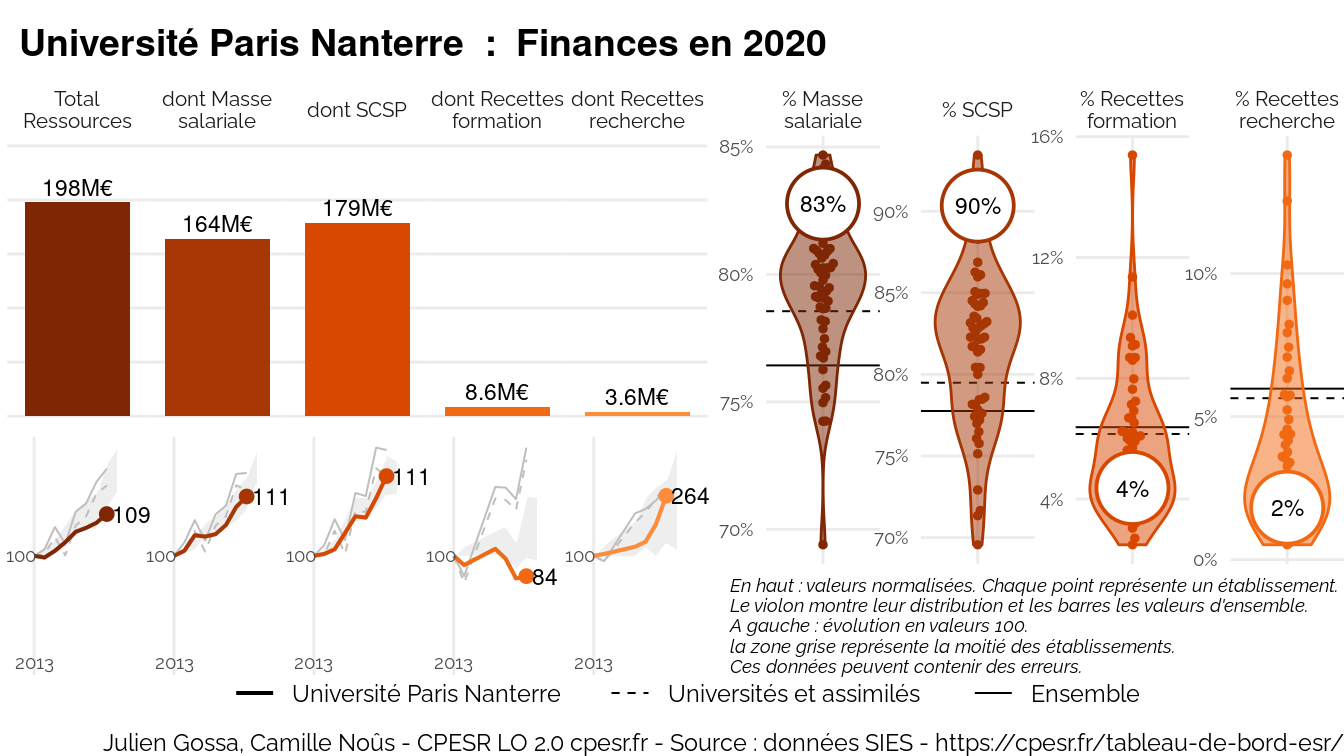 Université Paris Nanterre : Finances en 2020
Total
Ressources
dont Masse
salariale
dont SCSP
dont Recettes
formation
dont Recettes
recherche
198M€
164M€
179M€
8.6M€
3.6M€
100
109
2013
100
111
2013
100
111
2013
100
84
2013
100
264
2013
% Masse
salariale
85%
80%
75%
70%
83%
% SCSP
90%
85%
80%
75%
70%
90%
% Recettes
formation
16%
12%
8%
4%
4%
% Recettes
recherche
10%
5%
0%
2%
En haut : valeurs normalisées. Chaque point représente un établissement.
Le violon montre leur distribution et les barres les valeurs d'ensemble.
A gauche : évolution en valeurs 100.
la zone grise représente la moitié des établissements.
Ces données peuvent contenir des erreurs.
Université Paris Nanterre
Universités et assimilés
Ensemble
Julien Gossa, Camille Noûs - CPESR LO 2.0 cpesr.fr - Source : données SIES - https://cpesr.fr/tableau-de-bord-esr/